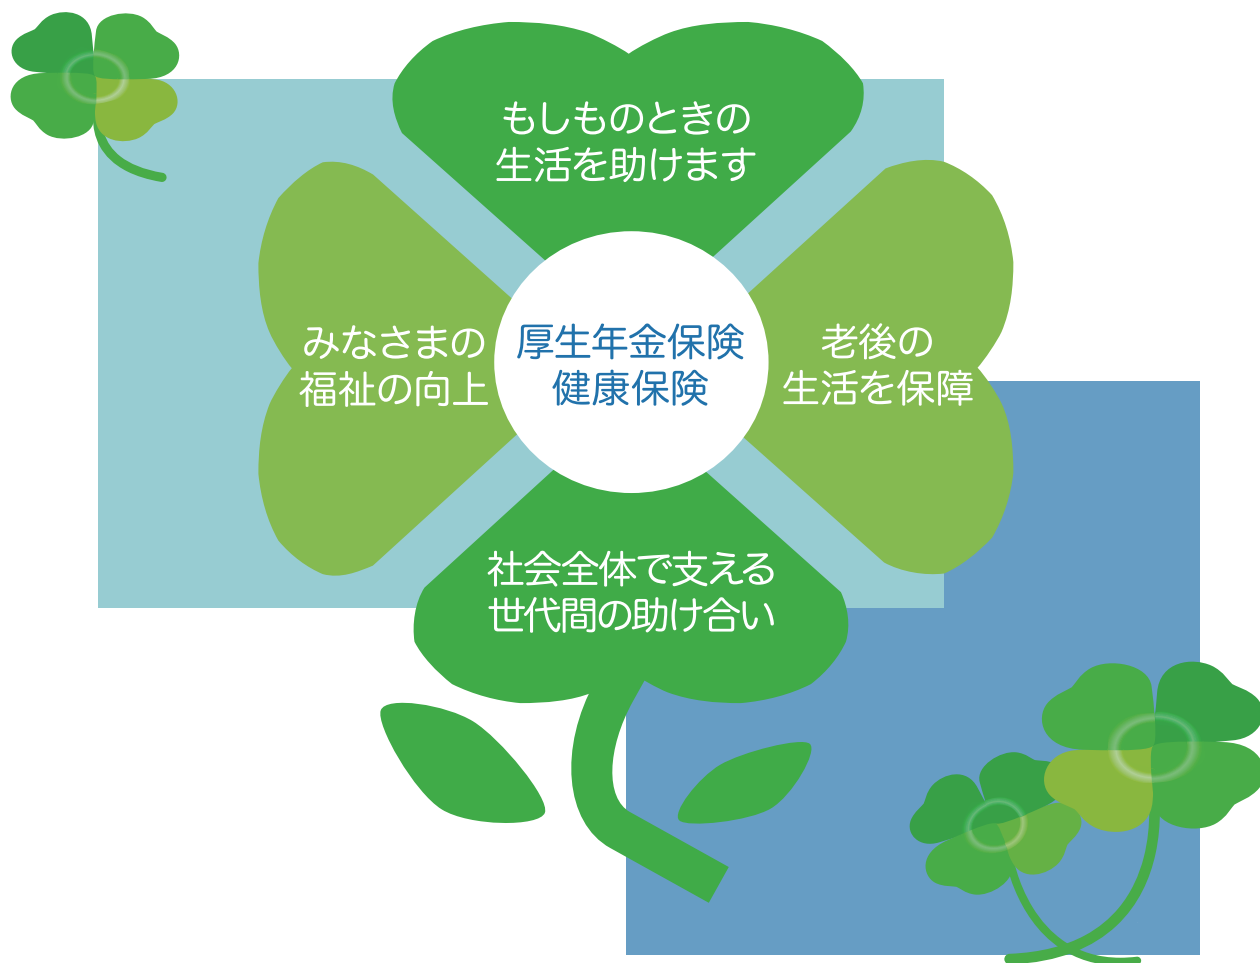 もしものときの
生活を助けます
みなさまの
福祉の向上
厚生年金保険
健康保険
老後の
生活を保障
社会全体で支える
世代間の助け合い